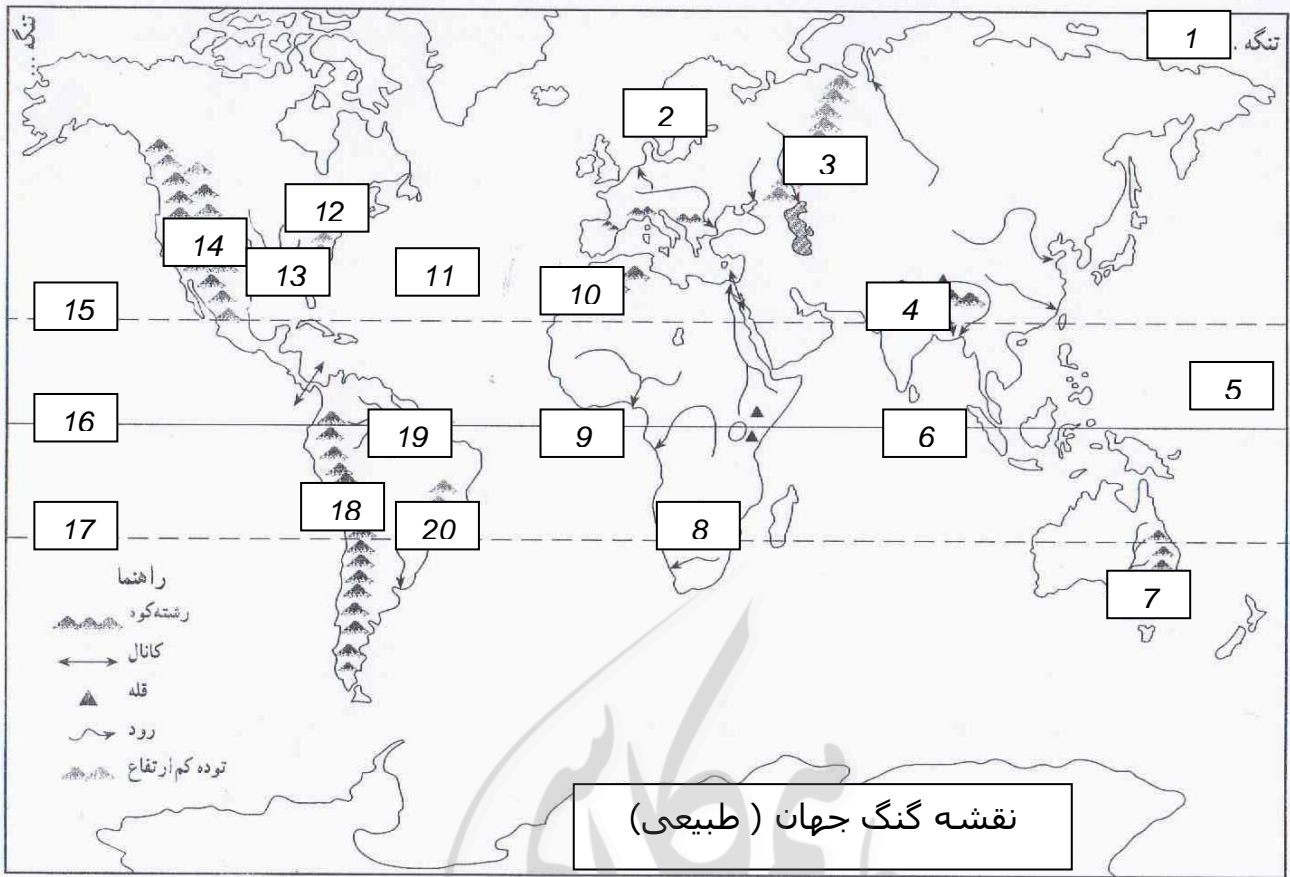 تنگه ...
1
تنگه .
2
3
12
14
13
11
10
4
15
5
16
19
9
6
18
17
20
8
7
راهنما
رشته‌کوه
کانال
قله
رود
توده کم‌ارتفاع
نقشه گنگ جهان ( طبیعی)